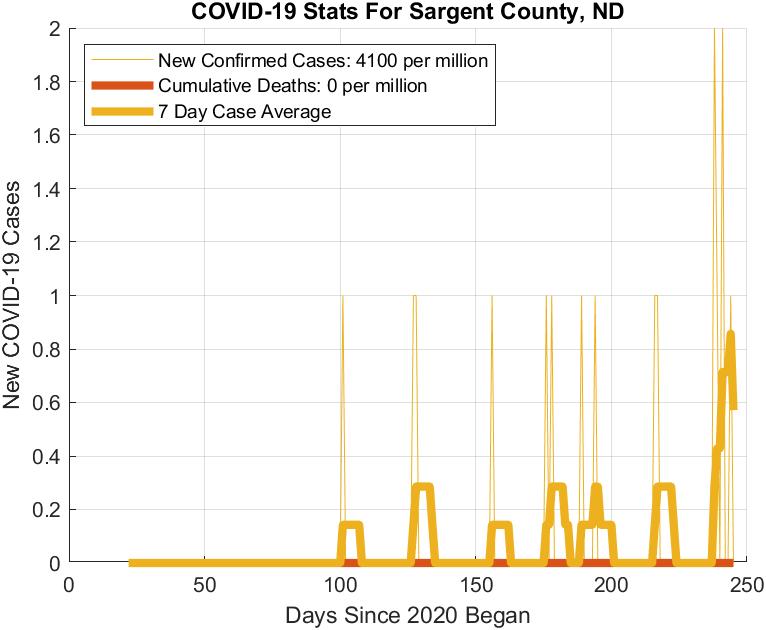 COVID-19 Stats For Sargent County, ND
New Confirmed Cases: 4100 per million
Cumulative Deaths: 0 per million
7 Day Case Average
New COVID-19 Cases
2
1.8
1.6
1.4
1.2
1
0.8
0.6
0.4
0.2
0
0 50 100 150 200 250
Days Since 2020 Began